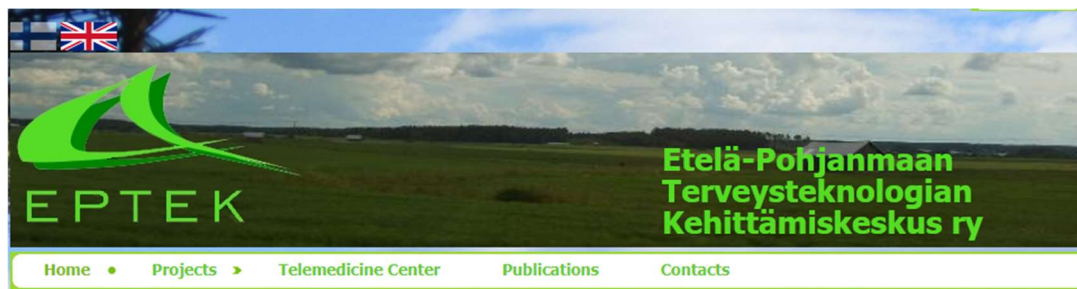 EPTEK
Etelä-Pohjanmaan
Terveysteknologian
Kehittämiskeskus ry
Home
Projects
Telemedicine Center
Publications
Contacts